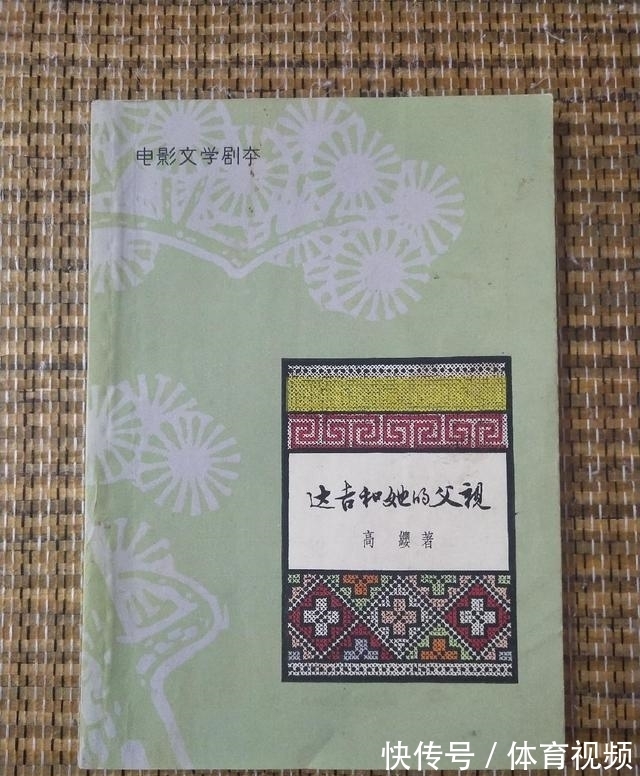 电影文学剧本
达吉和她的父亲
高缨著
快传号/体育视频